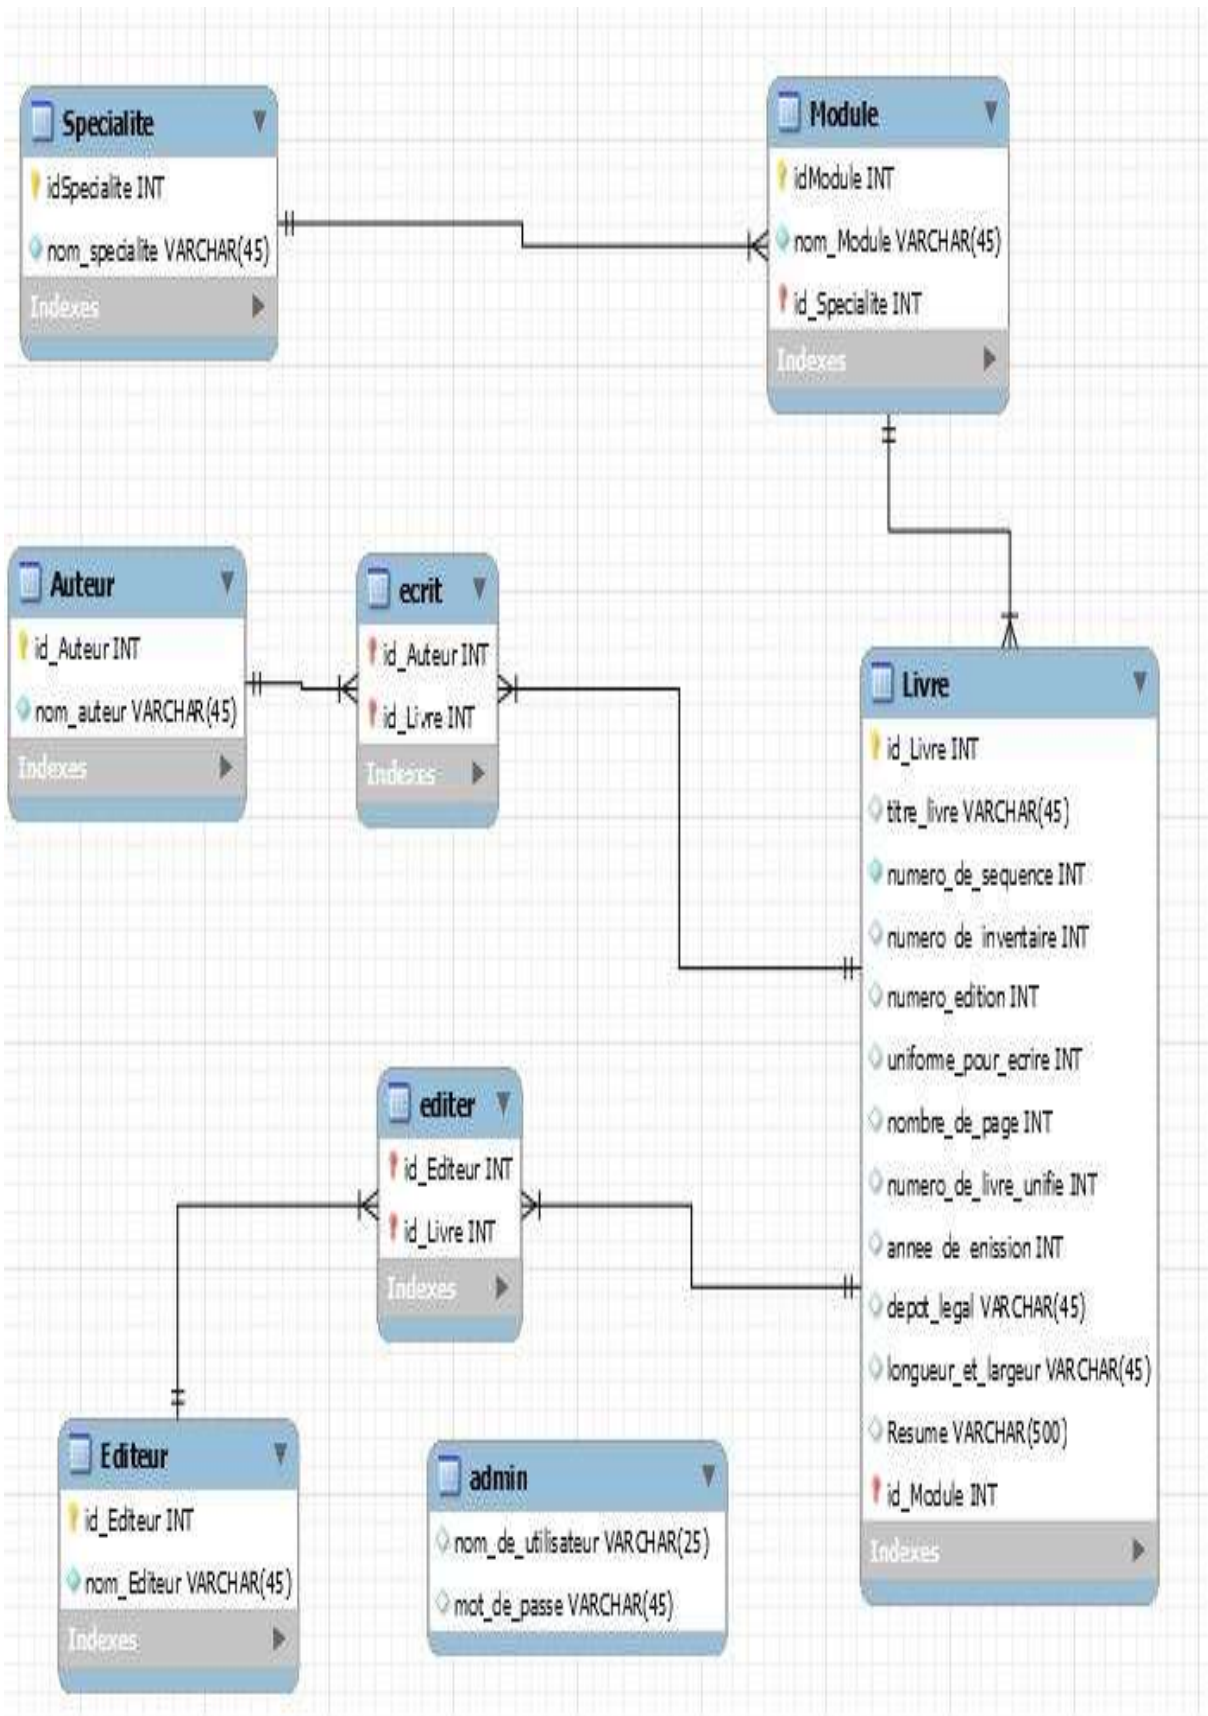 Specialite
idSpecialite INT
nom_specialite VARCHAR(45)
Indexes
Module
idModule INT
nom_Module VARCHAR(45)
id_Specialite INT
Indexes
Auteur
id_Auteur INT
nom_auteur VARCHAR(45)
Indexes
ecrit
id_Auteur INT
id_Livre INT
Indexes
Livre
id_Livre INT
titre_livre VARCHAR(45)
numero_de_sequence INT
numero_de_inventaire INT
numero_edition INT
uniforme_pour_ecrire INT
nombre_de_page INT
numero_de_livre_unifie INT
annee_de_enission INT
depot_legal VARCHAR(45)
longueur_et_largeur VARCHAR(45)
Resume VARCHAR(500)
id_Module INT
Indexes
editer
id_Editeur INT
id_Livre INT
Indexes
Editeur
id_Editeur INT
nom_Editeur VARCHAR(45)
Indexes
admin
nom_de_utilisateur VARCHAR(25)
mot_de_passe VARCHAR(45)